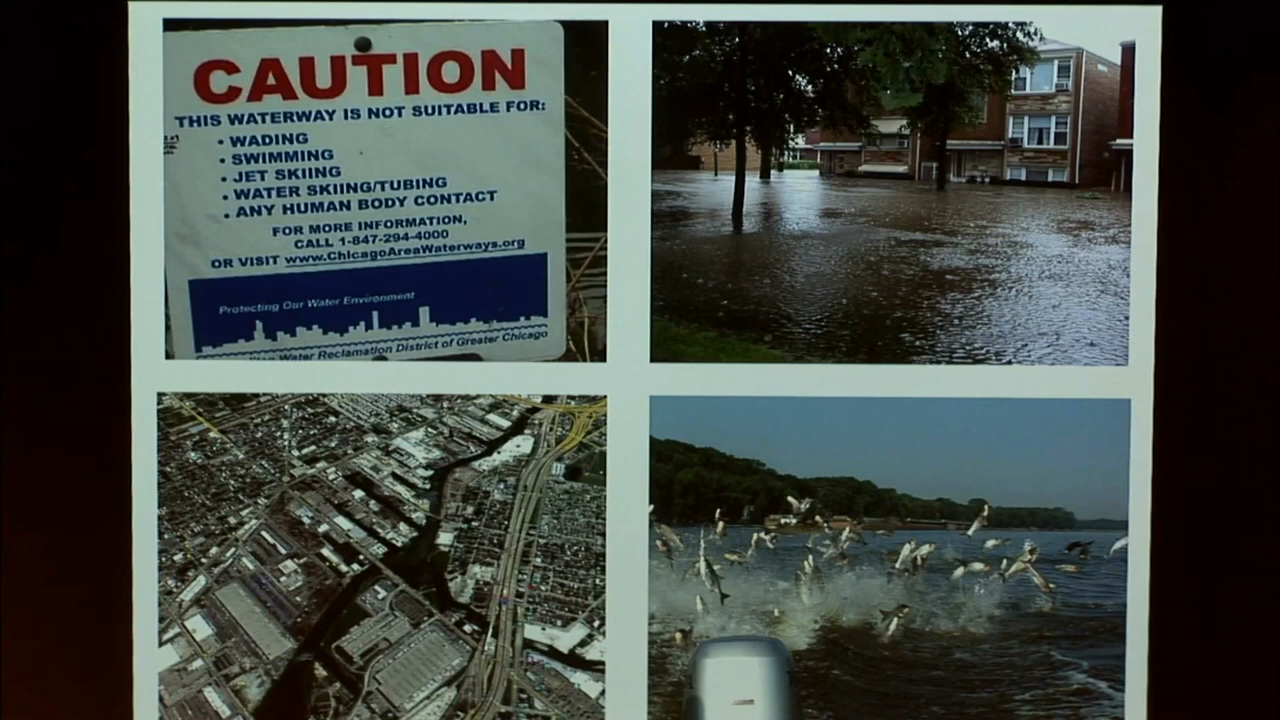 CAUTION
THIS WATERWAY IS NOT SUITABLE FOR:
• WADING
• SWIMMING
• JET SKIING
• WATER SKIING/TUBING
• ANY HUMAN BODY CONTACT
FOR MORE INFORMATION,
CALL 1-847-294-4000
OR VISIT www.ChicagoAreaWaterways.org
Protecting Our Water Environment
Water Reclamation District of Greater Chicago